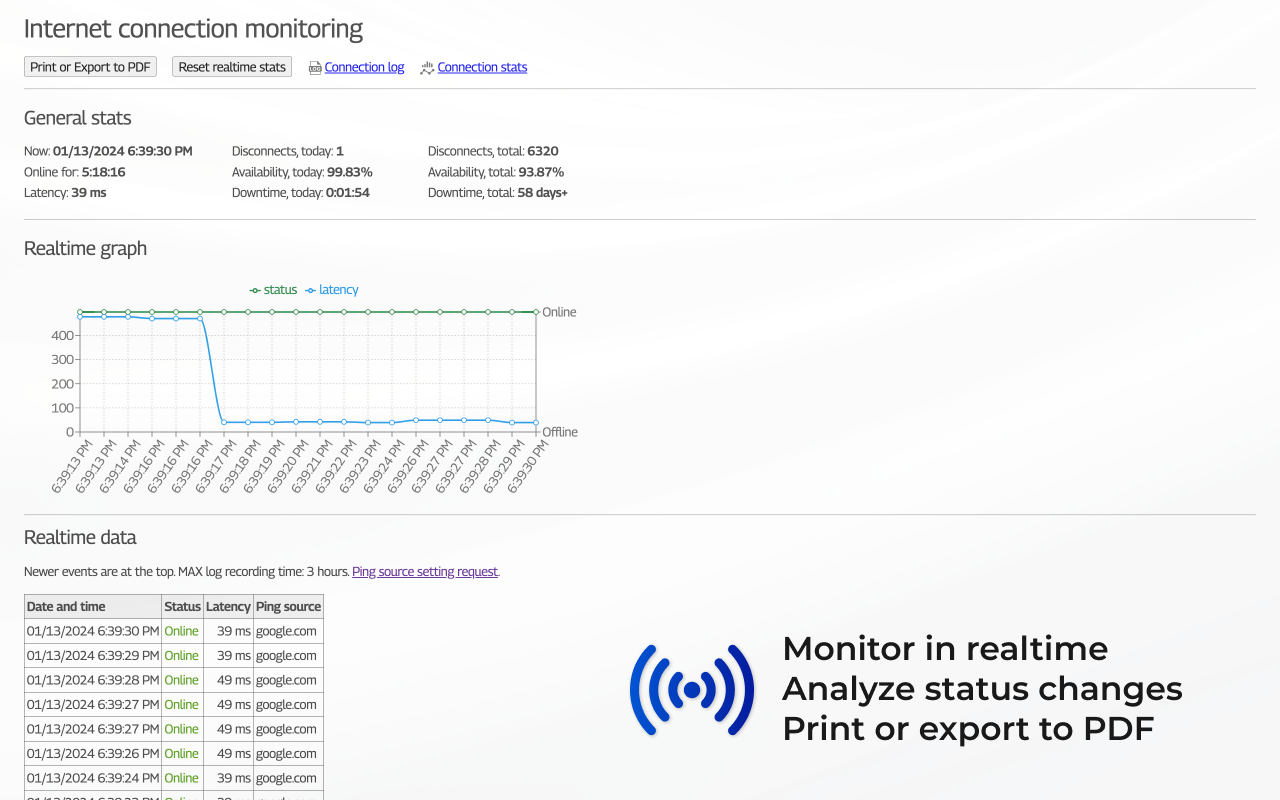 Internet connection monitoring
Print or Export to PDF Reset realtime stats Connection log Connection stats
General stats
Now: 01/13/2024 6:39:30 PM Disconnects, today: 1 Disconnects, total: 6320
Online for: 5:18:16 Availability, today: 99.83% Availability, total: 93.87%
Latency: 39 ms Downtime, today: 0:01:54 Downtime, total: 58 days+
Realtime graph
status latency
Online
400
300
200
100
0
Offline
6:39:13 PM 6:39:13 PM 6:39:14 PM 6:39:16 PM 6:39:16 PM 6:39:16 PM 6:39:17 PM 6:39:18 PM 6:39:19 PM 6:39:20 PM 6:39:21 PM 6:39:22 PM 6:39:23 PM 6:39:24 PM 6:39:26 PM 6:39:27 PM 6:39:27 PM 6:39:28 PM 6:39:29 PM 6:39:30 PM
Realtime data
Newer events are at the top. MAX log recording time: 3 hours. Ping source setting request.
Date and time Status Latency Ping source
01/13/2024 6:39:30 PM Online 39 ms google.com
01/13/2024 6:39:29 PM Online 39 ms google.com
01/13/2024 6:39:28 PM Online 49 ms google.com
01/13/2024 6:39:27 PM Online 49 ms google.com
01/13/2024 6:39:27 PM Online 49 ms google.com
01/13/2024 6:39:26 PM Online 49 ms google.com
01/13/2024 6:39:24 PM Online 39 ms google.com
Monitor in realtime
Analyze status changes
Print or export to PDF